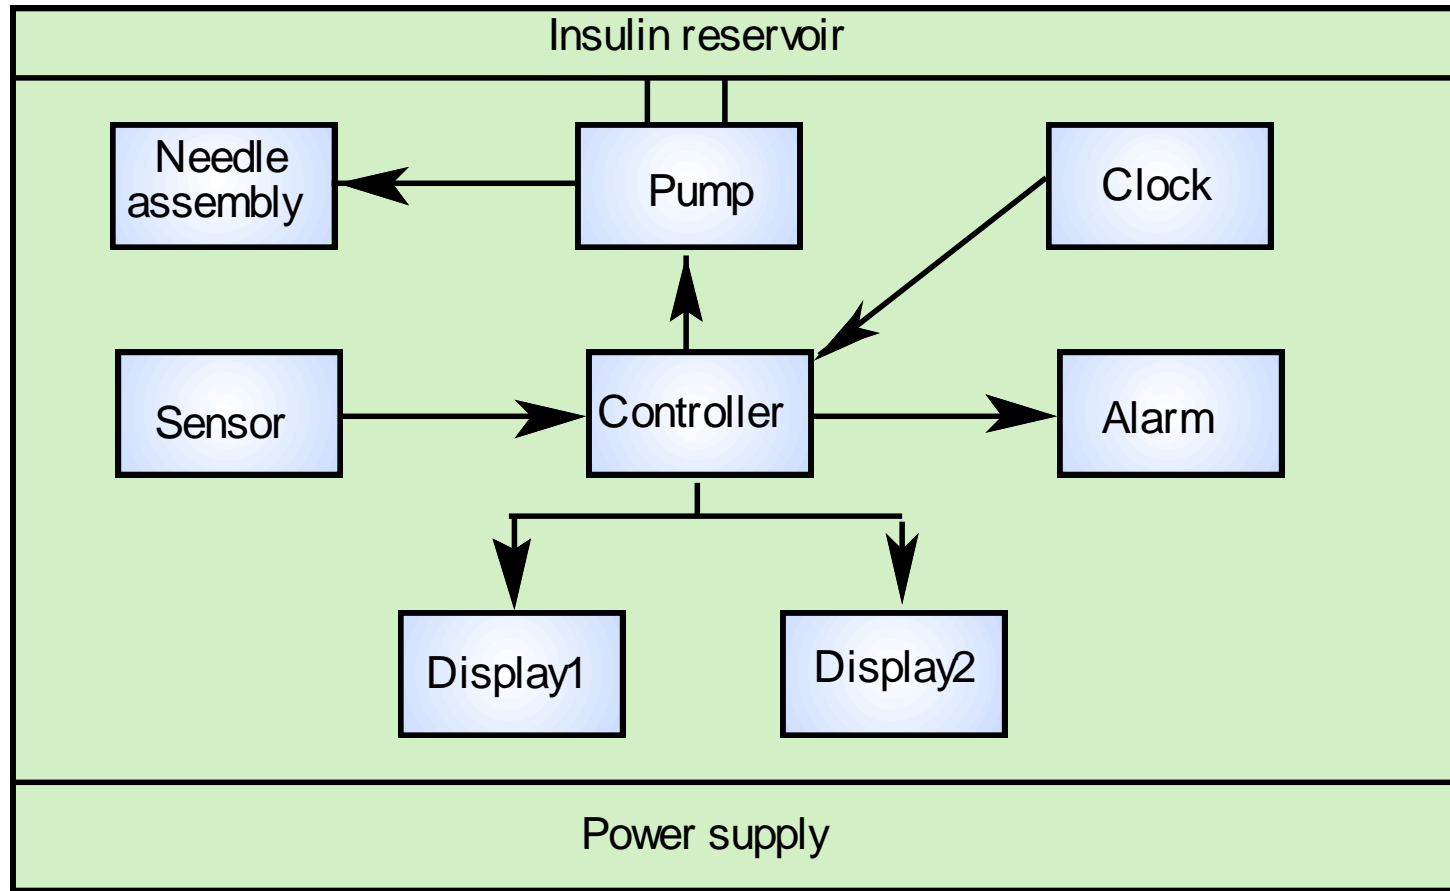 Insulin reservoir
Needle
assembly
Pump
Clock
Sensor
Controller
Alarm
Display1
Display2
Power supply